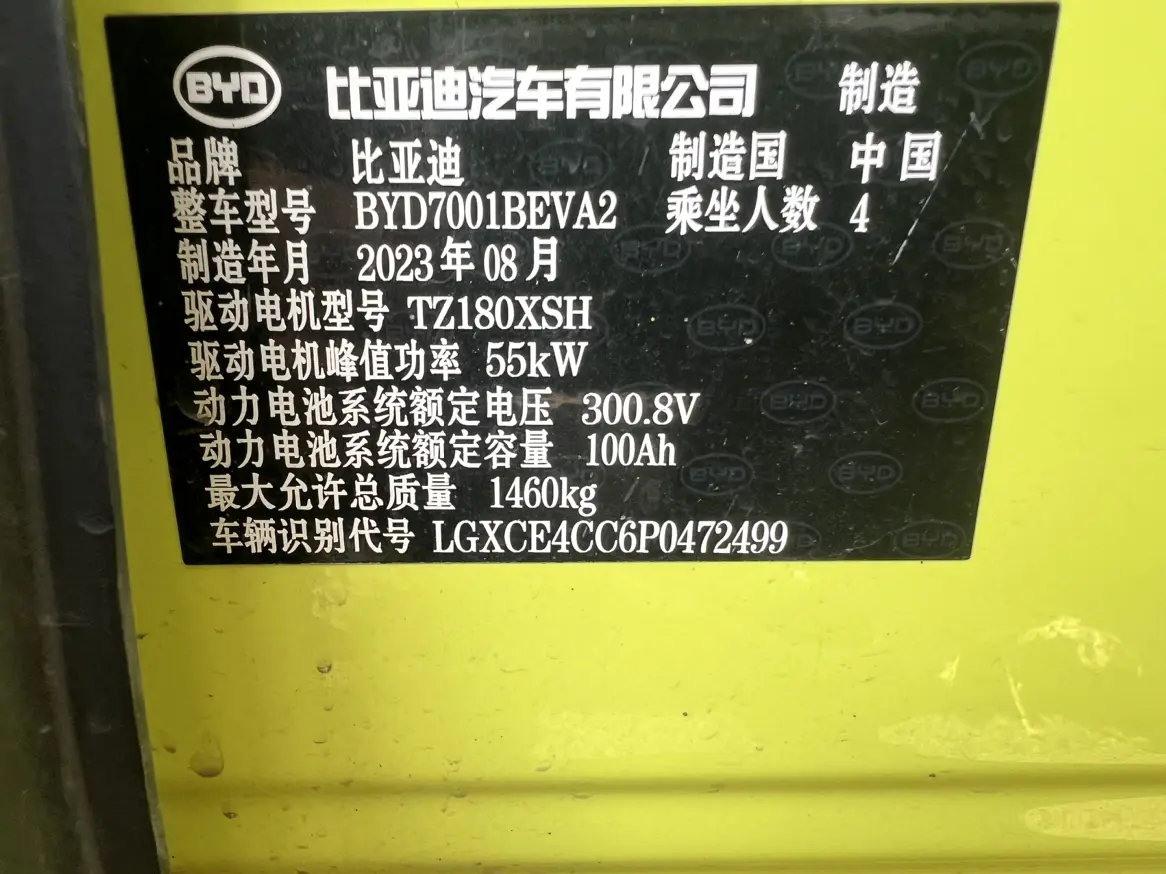 BYD 比亚迪汽车有限公司 制造
品牌 比亚迪 制造国 中国
整车型号 BYD7001BEVA2 乘坐人数 4
制造年月 2023年08月
驱动电机型号 TZ180XSH
驱动电机峰值功率 55kW
动力电池系统额定电压 300.8V
动力电池系统额定容量 100Ah
最大允许总质量 1460kg
车辆识别代号 LGXCE4CC6P0472499